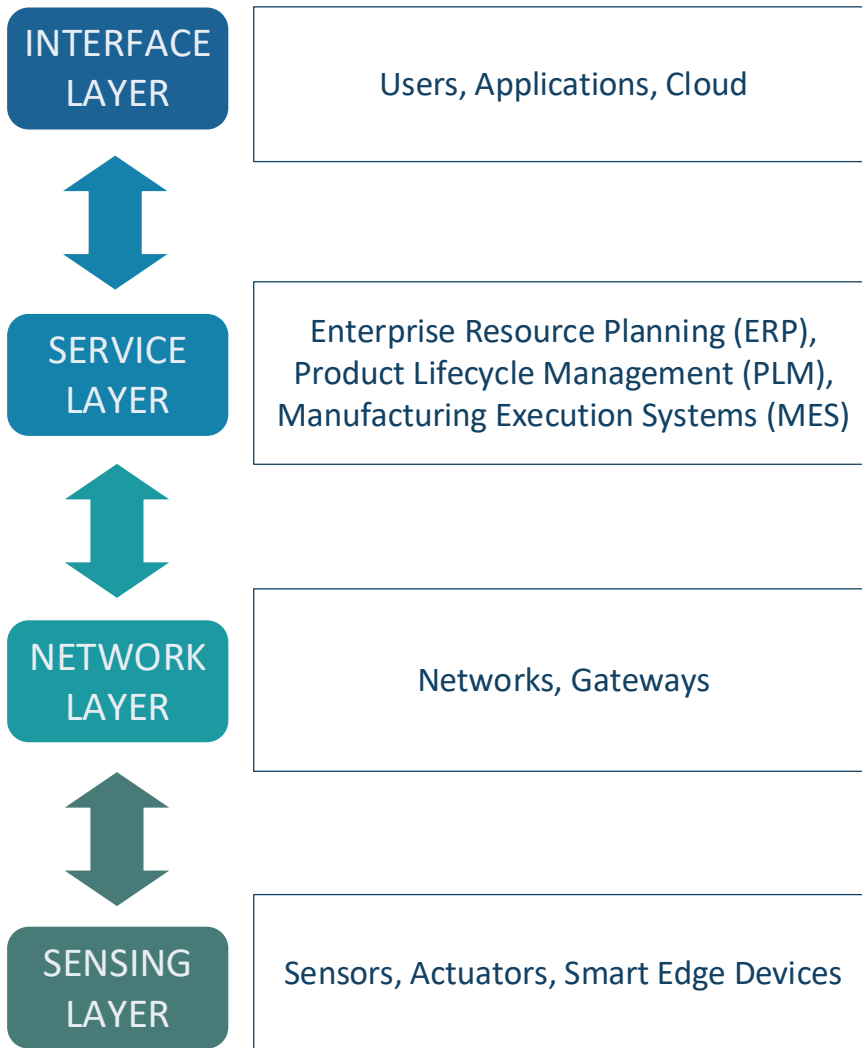 INTERFACE
LAYER
Users, Applications, Cloud
SERVICE
LAYER
Enterprise Resource Planning (ERP),
Product Lifecycle Management (PLM),
Manufacturing Execution Systems (MES)
NETWORK
LAYER
Networks, Gateways
SENSING
LAYER
Sensors, Actuators, Smart Edge Devices